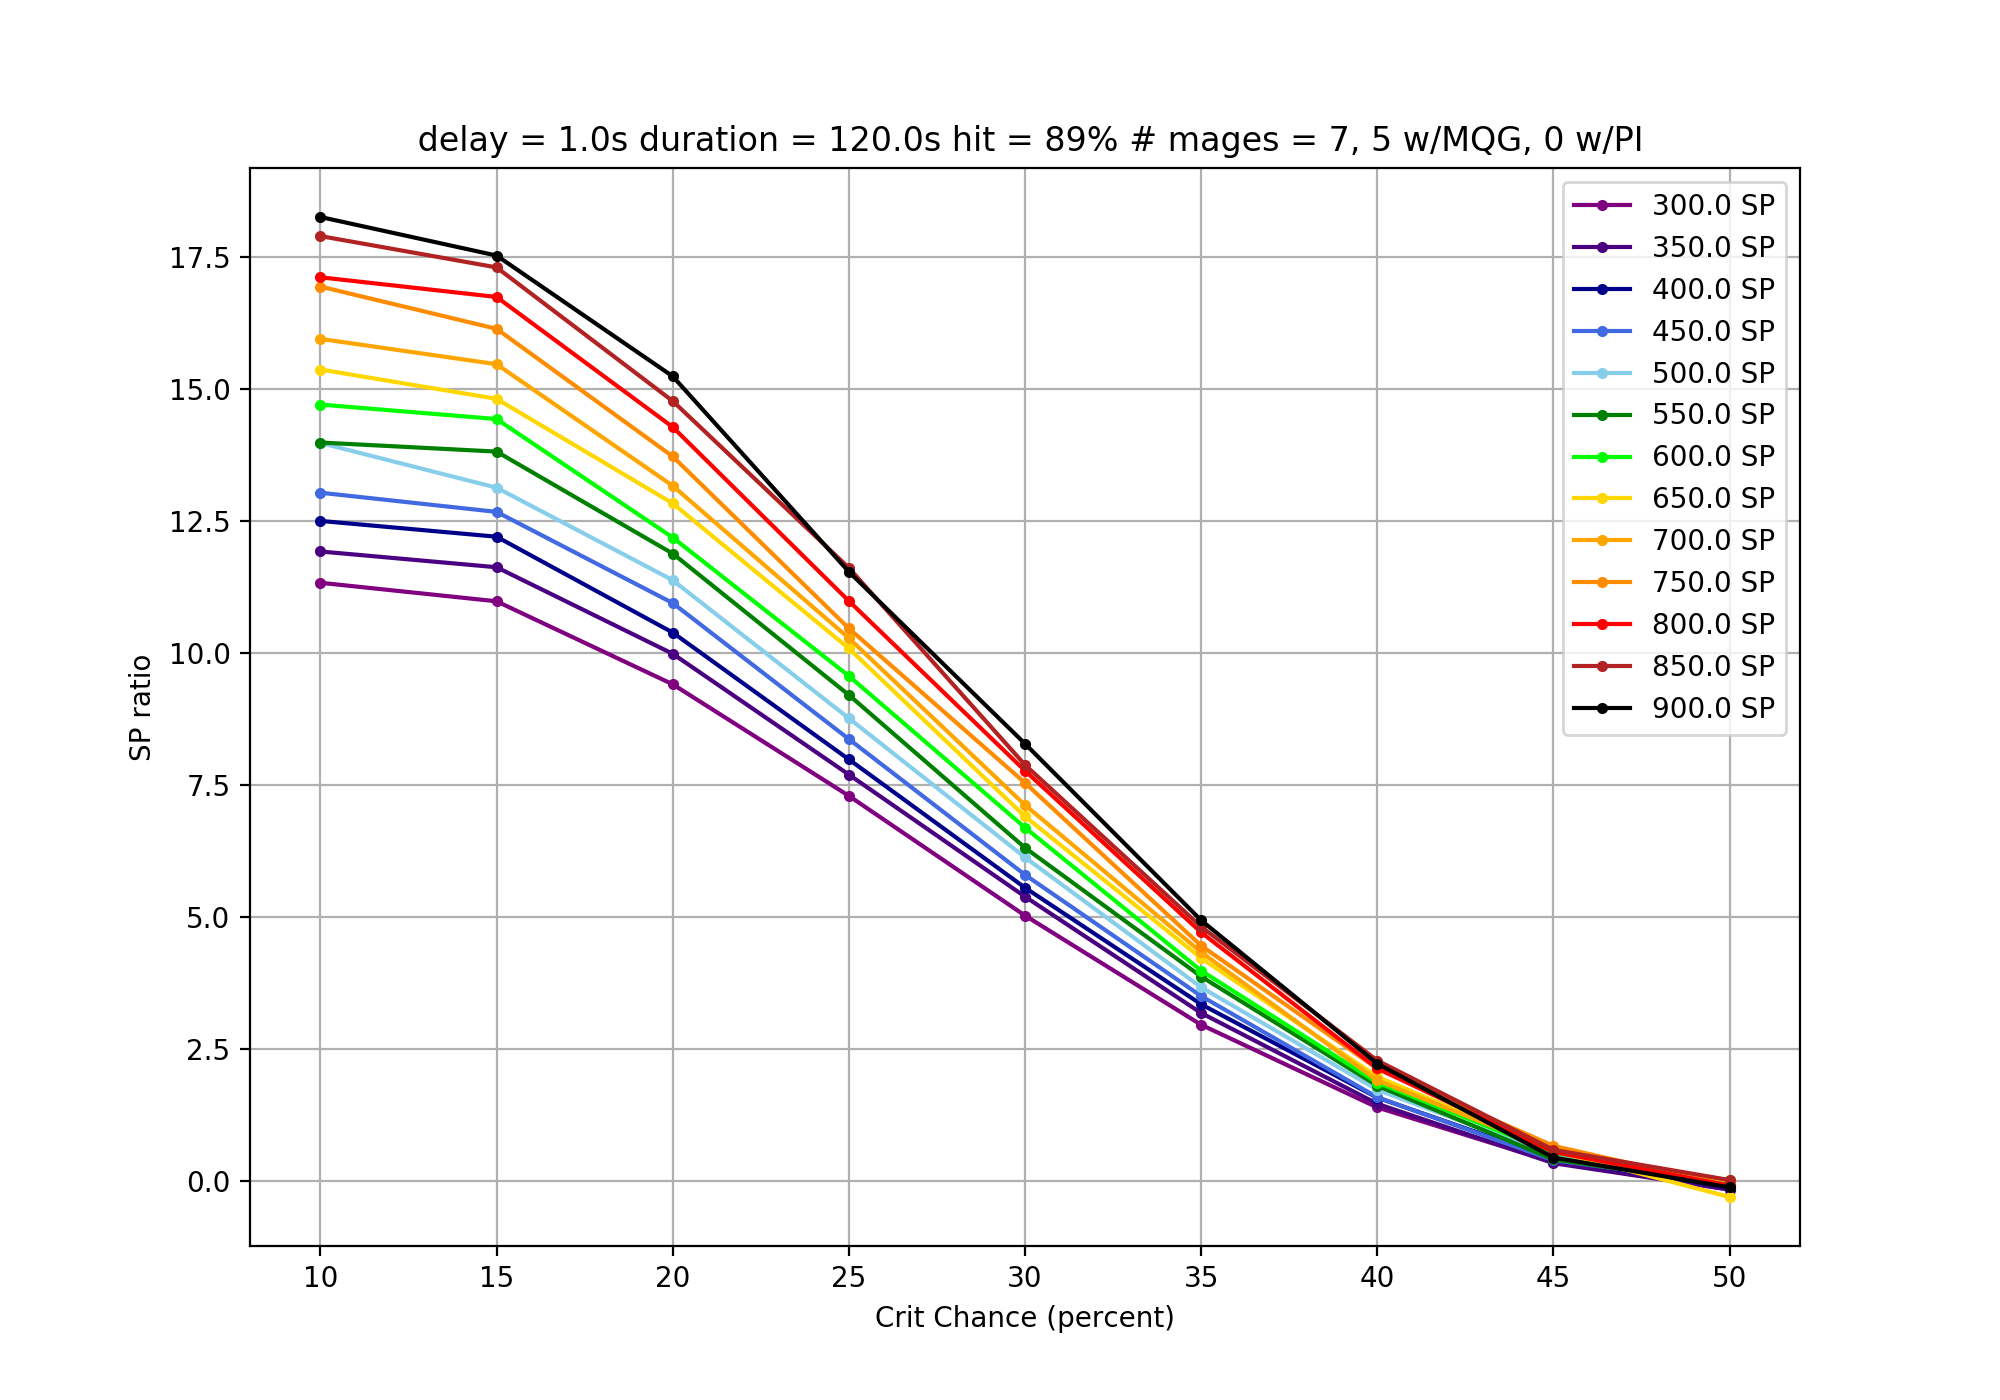 delay = 1.0s duration = 120.0s hit = 89% # mages = 7, 5 w/MQG, 0 w/PI
300.0 SP
350.0 SP
400.0 SP
450.0 SP
500.0 SP
550.0 SP
600.0 SP
650.0 SP
700.0 SP
750.0 SP
800.0 SP
850.0 SP
900.0 SP
SP ratio
17.5
15.0
12.5
10.0
7.5
5.0
2.5
0.0
10 15 20 25 30 35 40 45 50
Crit Chance (percent)